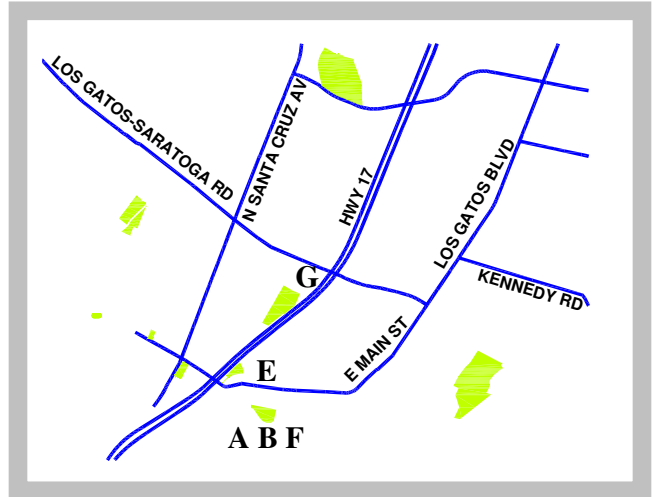 LOS GATOS-SARATOGA RD
N SANTA CRUZ AV
HWY 17
LOS GATOS BLVD
G
KENNEDY RD
E MAIN ST
E
A B F